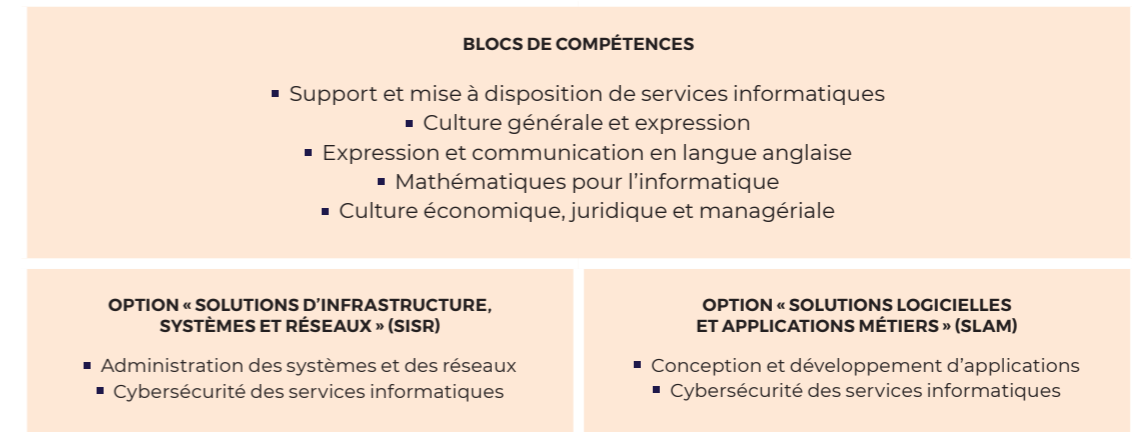 BLOCS DE COMPÉTENCES
▪ Support et mise à disposition de services informatiques
▪ Culture générale et expression
▪ Expression et communication en langue anglaise
▪ Mathématiques pour l’informatique
▪ Culture économique, juridique et managériale
OPTION « SOLUTIONS D’INFRASTRUCTURE,
SYSTÈMES ET RÉSEAUX » (SISR)
▪ Administration des systèmes et des réseaux
▪ Cybersécurité des services informatiques
OPTION « SOLUTIONS LOGICIELLES
ET APPLICATIONS MÉTIERS » (SLAM)
▪ Conception et développement d’applications
▪ Cybersécurité des services informatiques